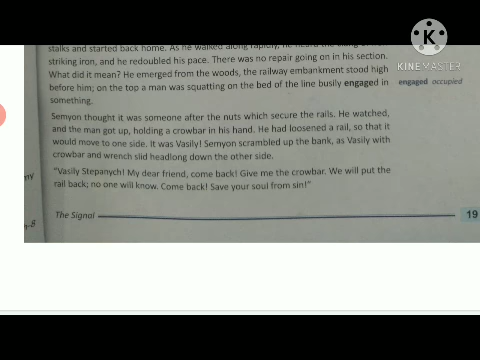 stalks and started back home. As he walked along rapidly, he heard the clang of iron
striking iron, and he redoubled his pace. There was no repair going on in his section.
What did it mean? He emerged from the woods, the railway embankment stood high
before him; on the top a man was squatting on the bed of the line busily engaged in
something.
engaged occupied
Semyon thought it was someone after the nuts which secure the rails. He watched,
and the man got up, holding a crowbar in his hand. He had loosened a rail, so that it
would move to one side. It was Vasily! Semyon scrambled up the bank, as Vasily with
crowbar and wrench slid headlong down the other side.
"Vasily Stepanych! My dear friend, come back! Give me the crowbar. We will put the
rail back; no one will know. Come back! Save your soul from sin!"
The Signal
19
K
KINEMASTER